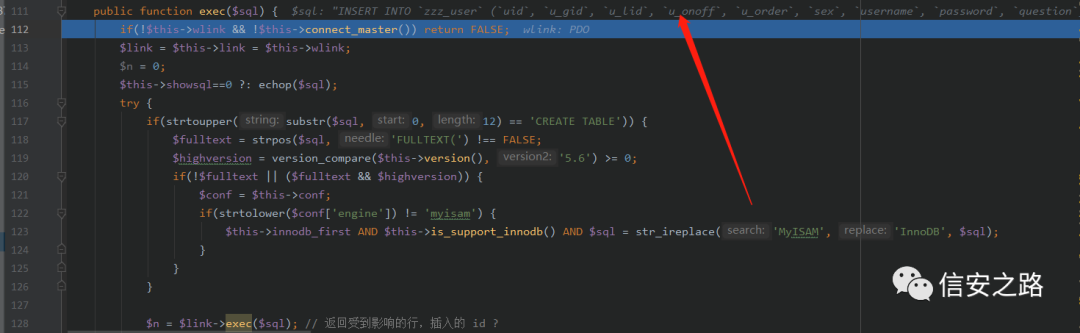 111 public function exec($sql) { $sql: "INSERT INTO `zzz_user` (`uid`, `u_gid`, `u_lid`, `u_onoff`, `u_order`, `sex`, `username`, `password`, `question`
112 if(!$this->wlink && !$this->connect_master()) return FALSE; wlink: PDO
113 $link = $this->link = $this->wlink;
114 $n = 0;
115 $this->showsql==0 ?: echop($sql);
116 try {
117 if(strtoupper( string: substr($sql, start: 0, length: 12) == 'CREATE TABLE')) {
118 $fulltext = strpos($sql, needle: 'FULLTEXT(') !== FALSE;
119 $highversion = version_compare($this->version(), version2: '5.6') >= 0;
120 if(!$fulltext || ($fulltext && $highversion)) {
121 $conf = $this->conf;
122 if(strtolower($conf['engine']) != 'myisam') {
123 $this->innodb_first AND $this->is_support_innodb() AND $sql = str_ireplace( search: 'MyISAM', replace: 'InnoDB', $sql);
124 }
125 }
126 }
127
128 $n = $link->exec($sql); // 返回受到影响的行，插入的 id ?
信安之路